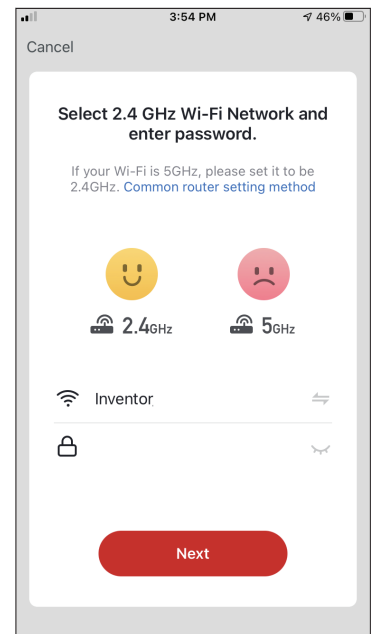 3:54 PM 46%
Cancel
Select 2.4 GHz Wi-Fi Network and
enter password.
If your Wi-Fi is 5GHz, please set it to be
2.4GHz. Common router setting method
2.4GHz 5GHz
Inventor
Next